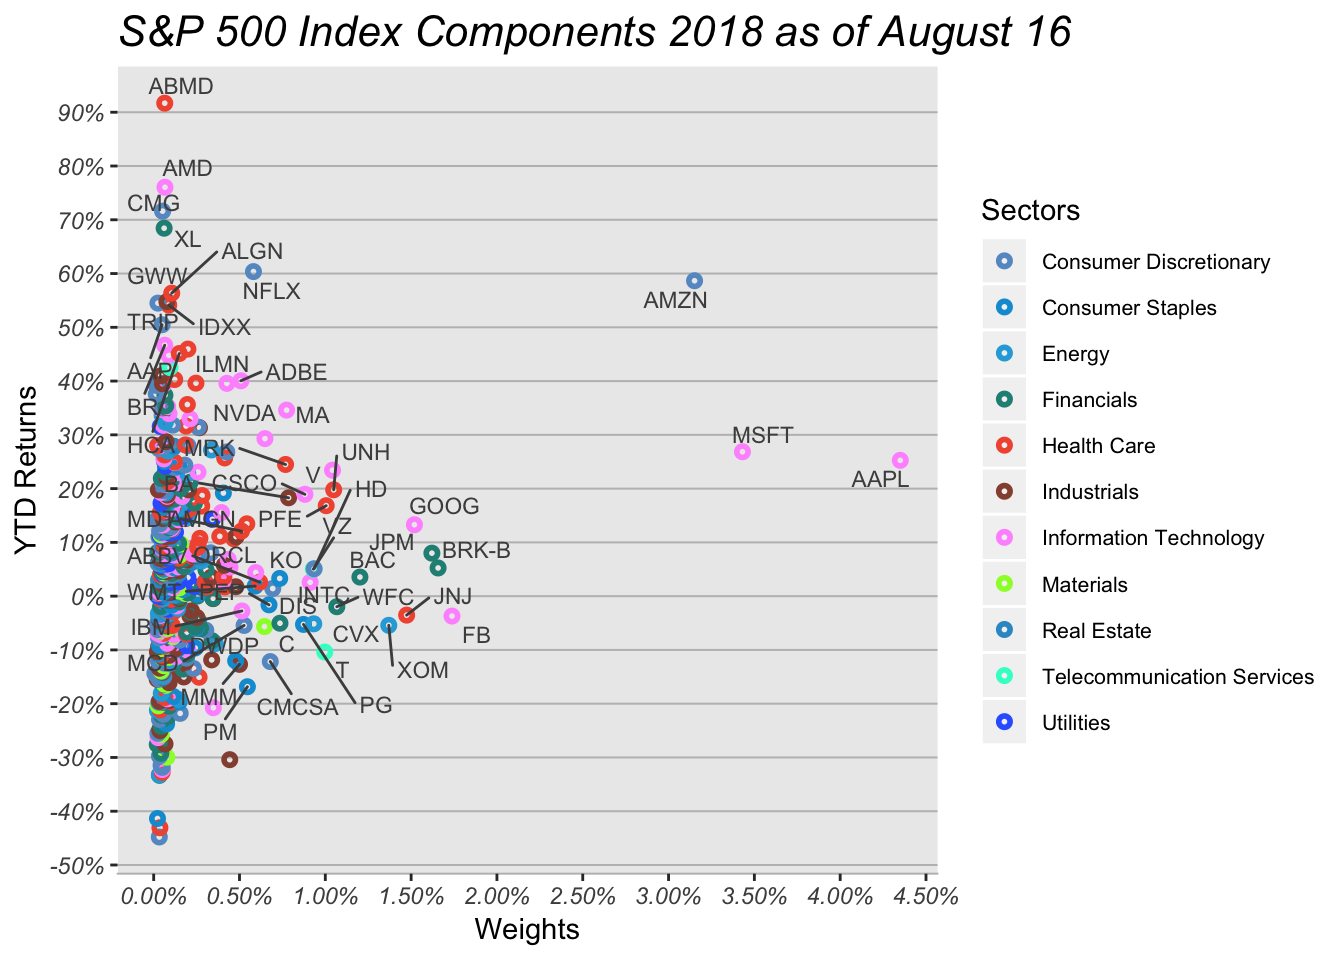 S&P 500 Index Components 2018 as of August 16
YTD Returns
90%
80%
70%
60%
50%
40%
30%
20%
10%
0%
-10%
-20%
-30%
-40%
-50%
ABMD
AMD
CMG
XL
ALGN
GWW
NFLX
AMZN
TRIP
IDXX
AAP
ILMN
ADBE
NVDA
MA
HCA
MRK
UNH
MSFT
AAPL
BA
CSCO
V
HD
PFE
VZ
GOOG
MDT
AMGN
JPM
BRK-B
ABBV
ORCL
KO
BAC
WMT
PEP
INTC
WFC
JNJ
DIS
IBM
DWDP
C
CVX
FB
MCD
T
XOM
MMM
CMCSA
PG
PM
0.00% 0.50% 1.00% 1.50% 2.00% 2.50% 3.00% 3.50% 4.00% 4.50%
Weights
Sectors
Consumer Discretionary
Consumer Staples
Energy
Financials
Health Care
Industrials
Information Technology
Materials
Real Estate
Telecommunication Services
Utilities